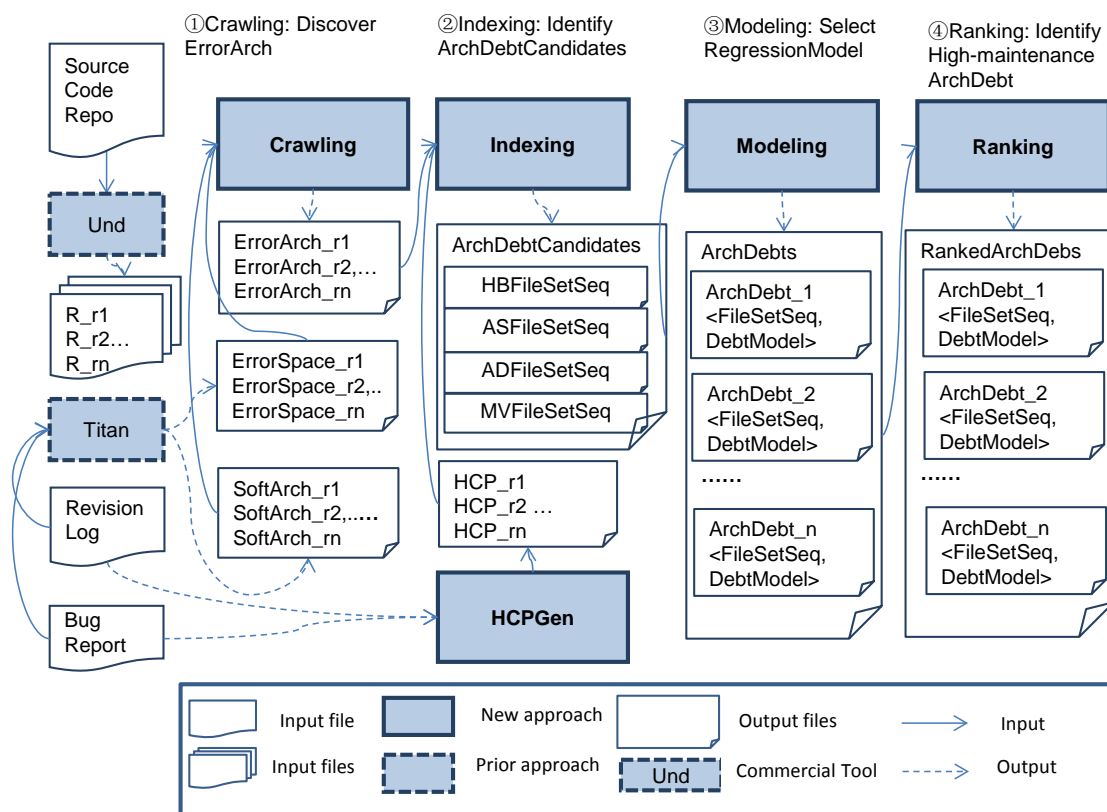 ①Crawling: Discover
ErrorArch
②Indexing: Identify
ArchDebtCandidates
③Modeling: Select
RegressionModel
④Ranking: Identify
High-maintenance
ArchDebt
Source
Code
Repo
Und
R_r1
R_r2...
R_rn
Titan
Revision
Log
Bug
Report
Crawling
ErrorArch_r1
ErrorArch_r2,...
ErrorArch_rn
ErrorSpace_r1
ErrorSpace_r2,..
ErrorSpace_rn
SoftArch_r1
SoftArch_r2,.....
SoftArch_rn
Indexing
ArchDebtCandidates
HBFileSetSeq
ASFileSetSeq
ADFileSetSeq
MVFileSetSeq
HCP_r1
HCP_r2 ...
HCP_rn
HCPGen
Modeling
ArchDebts
ArchDebt_1
<FileSetSeq,
DebtModel>
ArchDebt_2
<FileSetSeq,
DebtModel>
......
ArchDebt_n
<FileSetSeq,
DebtModel>
Ranking
RankedArchDebs
ArchDebt_1
<FileSetSeq,
DebtModel>
ArchDebt_2
<FileSetSeq,
DebtModel>
......
ArchDebt_n
<FileSetSeq,
DebtModel>
Input file
New approach
Output files
Input
Input files
Prior approach
Und
Commercial Tool
Output